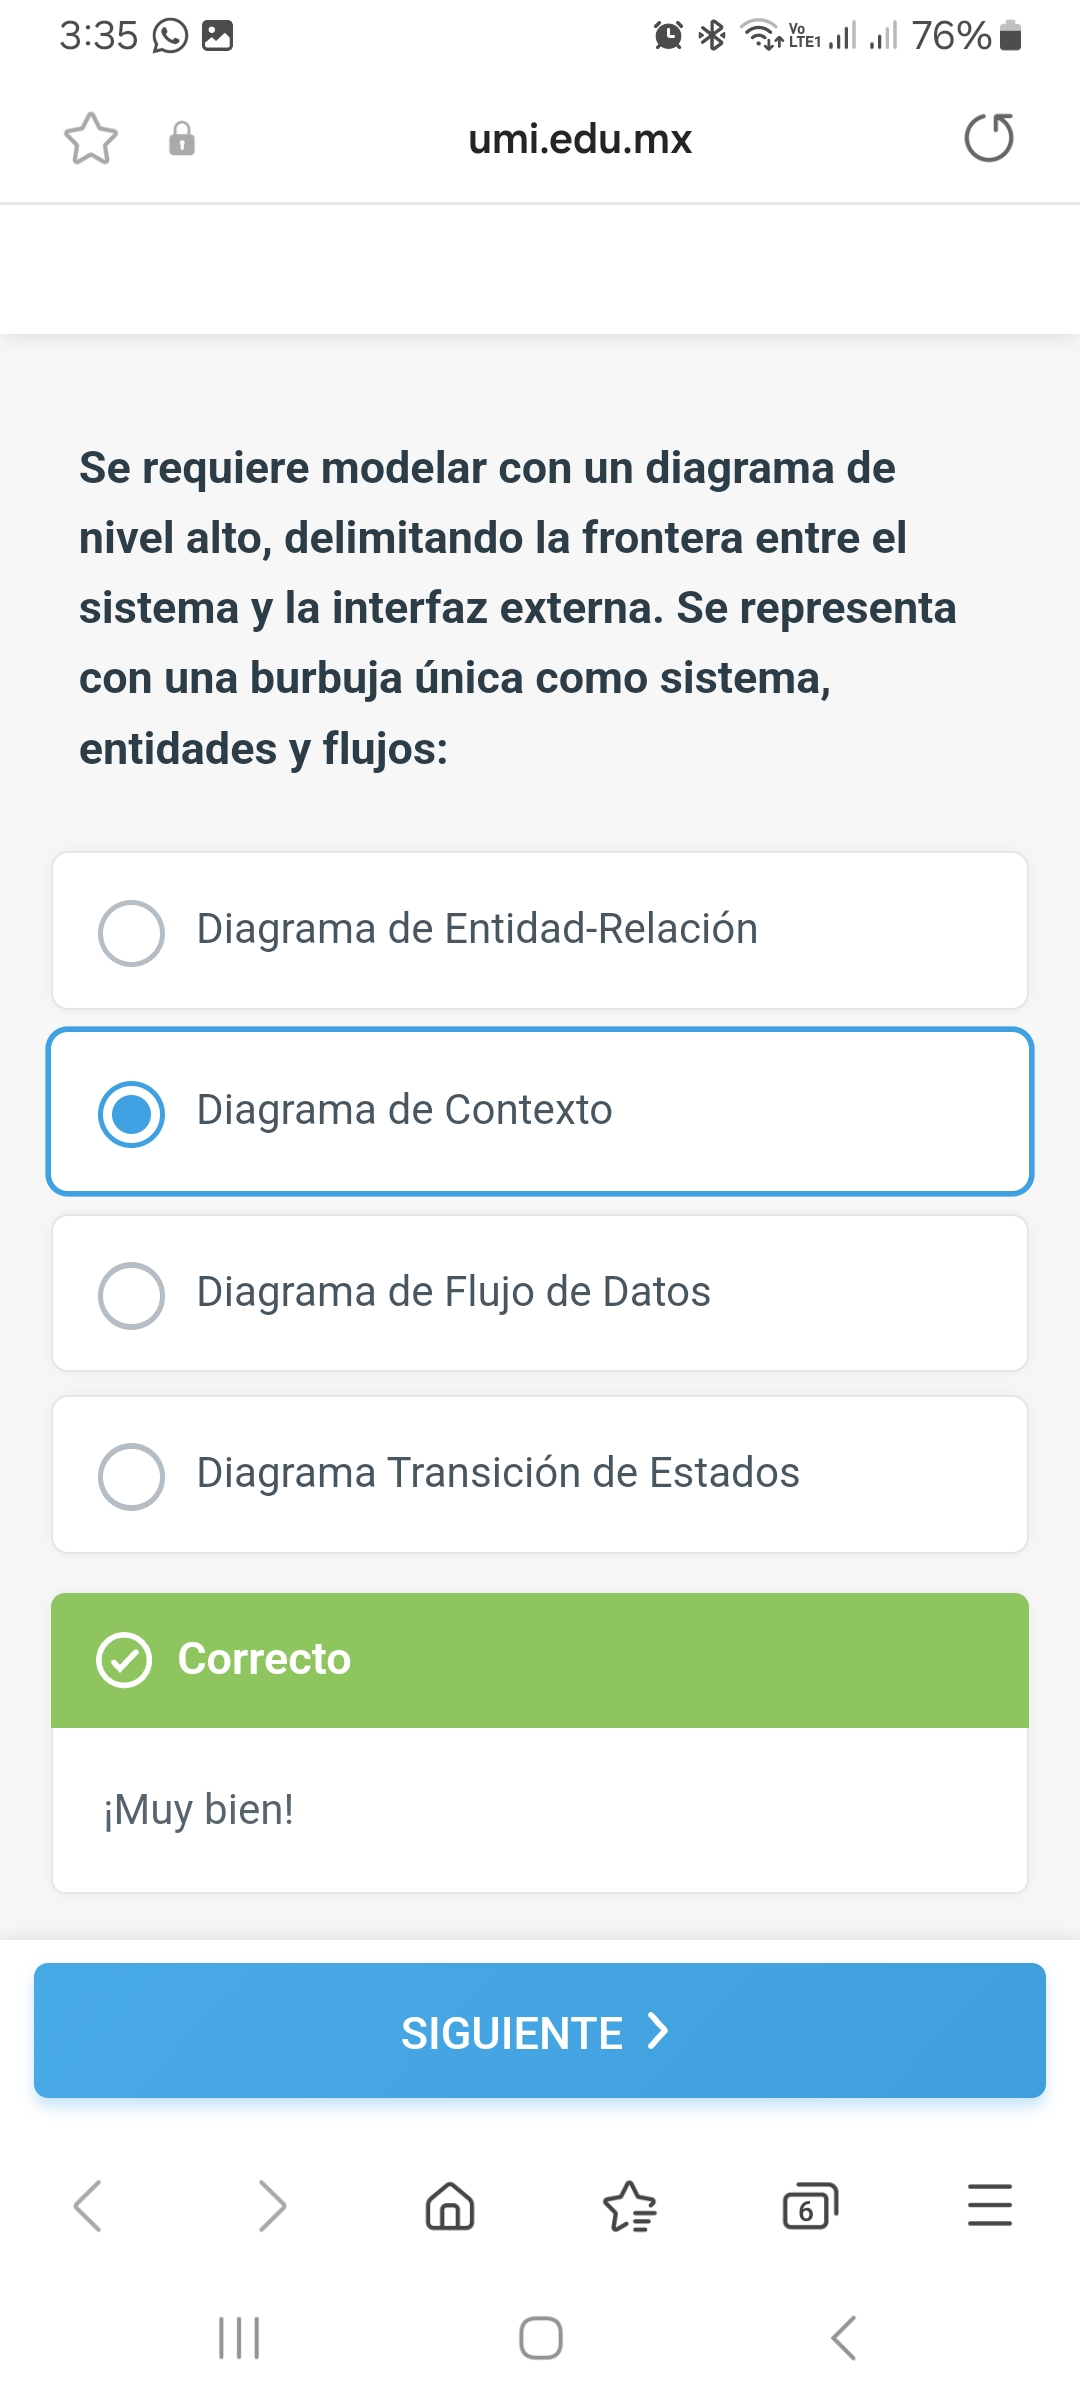 3:35
Vo LTE1 76%
umi.edu.mx
Se requiere modelar con un diagrama de
nivel alto, delimitando la frontera entre el
sistema y la interfaz externa. Se representa
con una burbuja única como sistema,
entidades y flujos:
Diagrama de Entidad-Relación
Diagrama de Contexto
Diagrama de Flujo de Datos
Diagrama Transición de Estados
Correcto
¡Muy bien!
SIGUIENTE
6